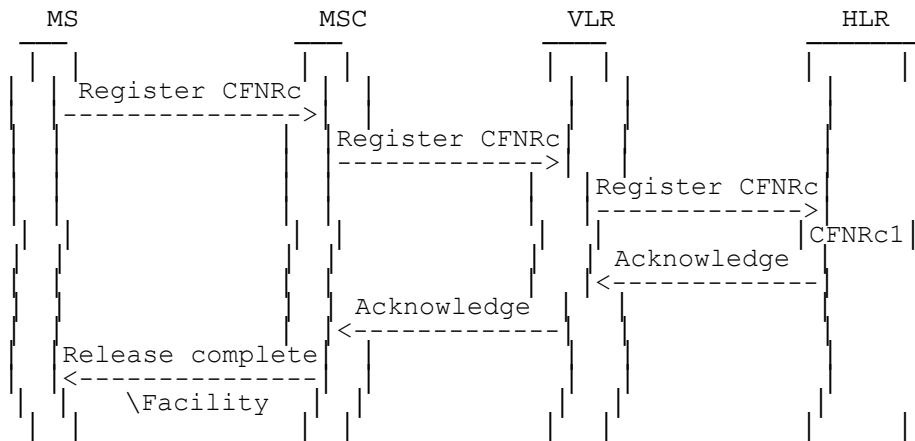 MS MSC VLR HLR
Register CFNRc
-------------->
Register CFNRc
------------->
Register CFNRc
------------->
CFNRc1
Acknowledge
<-------------
Acknowledge
<-------------
Release complete
<---------------
\Facility